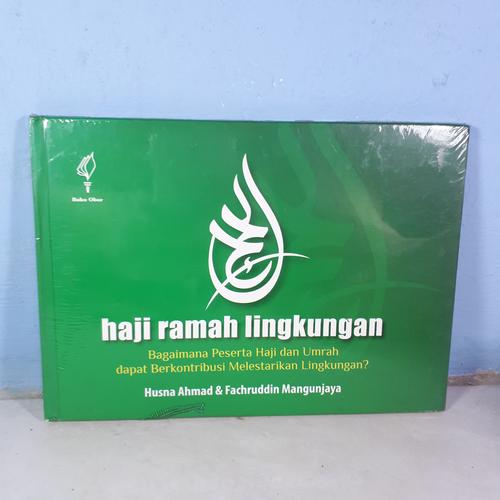 Buku Obor
haji ramah lingkungan
Bagaimana Peserta Haji dan Umrah
dapat Berkontribusi Melestarikan Lingkungan?
Husna Ahmad & Fachruddin Mangunjaya